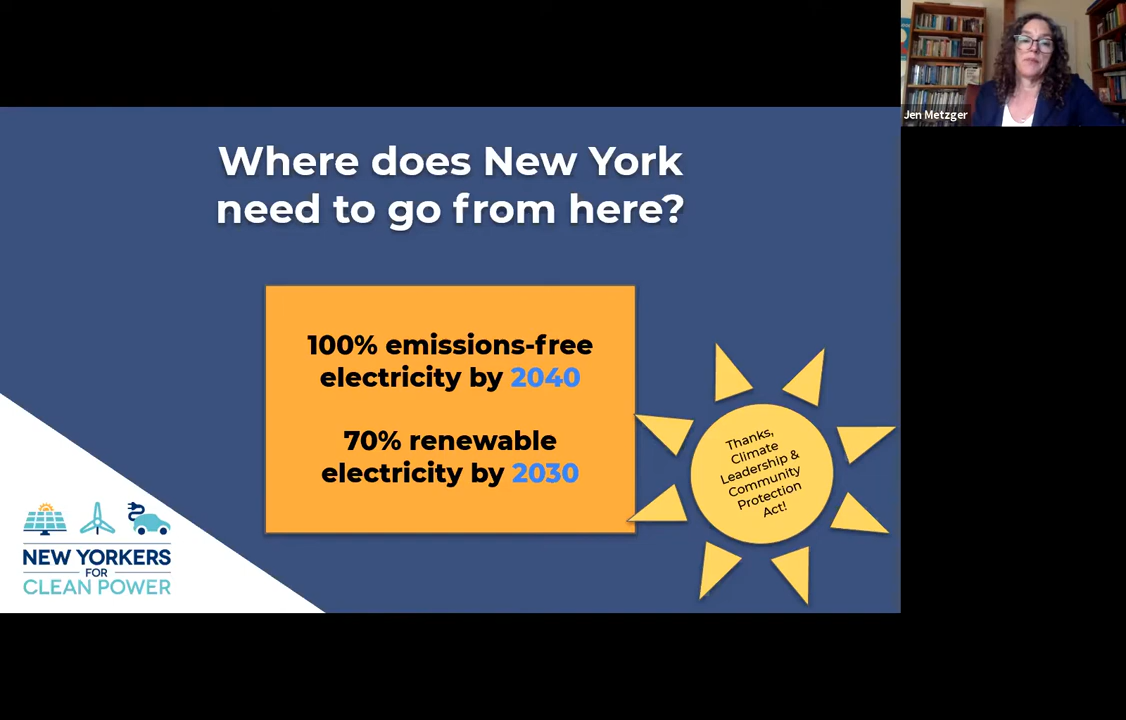 Jen Metzger
Where does New York
need to go from here?
100% emissions-free
electricity by 2040
70% renewable
electricity by 2030
Thanks,
Climate
Leadership &
Community
Protection
Act!
NEW YORKERS
FOR
CLEAN POWER